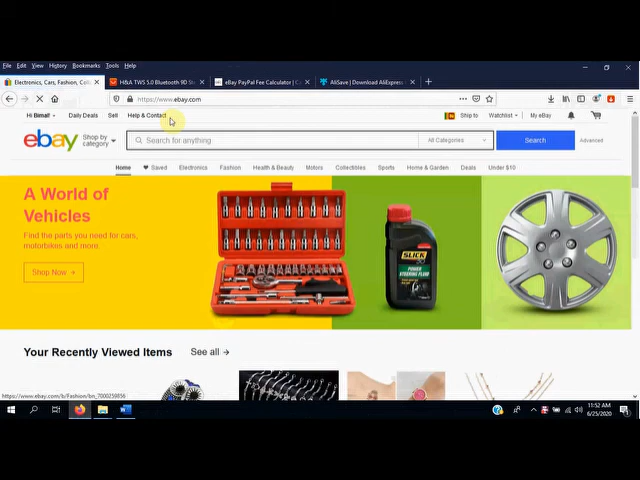 File Edit View History Bookmarks Tools Help
Electronics, Cars, Fashion, Co
H&A TWS 5.0 Bluetooth 9D St
eBay PayPal Fee Calculator | C
AliSave | Download AliExpres
https://www.ebay.com
Hi Bimal! Daily Deals Sell Help & Contact Ship to Watchlist My eBay
ebay Shop by category Search for anything All Categories Search Advanced
Home Saved Electronics Fashion Health & Beauty Motors Collectibles Sports Home & Garden Deals Under $10
A World of
Vehicles
Find the parts you need for cars,
motorbikes and more.
Shop Now →
SLICK
POWER
STEERING FLUID
Your Recently Viewed Items See all →
https://www.ebay.com/b/Fashion/bn_7000259856
11:52 AM
6/25/2020